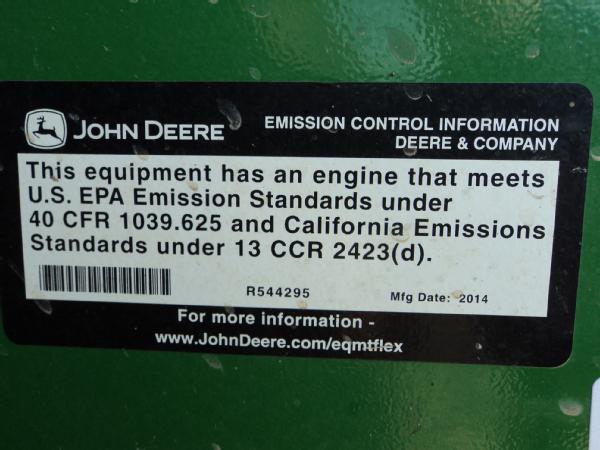 JOHN DEERE
EMISSION CONTROL INFORMATION
DEERE & COMPANY
This equipment has an engine that meets
U.S. EPA Emission Standards under
40 CFR 1039.625 and California Emissions
Standards under 13 CCR 2423(d).
R544295
Mfg Date: 2014
For more information -
www.JohnDeere.com/eqmtflex